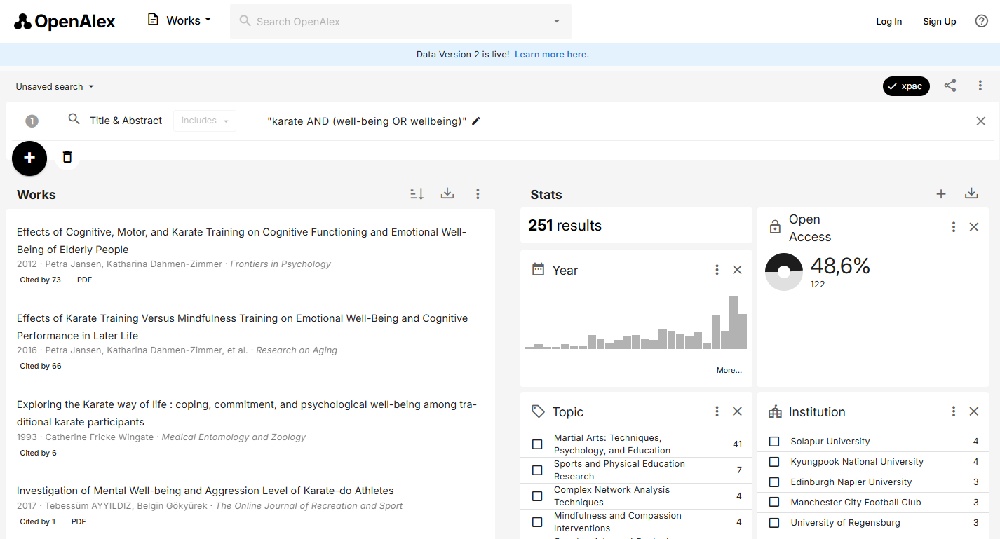 OpenAlex
Works
Search OpenAlex
Log In
Sign Up
Data Version 2 is live! Learn more here.
Unsaved search
xpac
1
Title & Abstract
includes
"karate AND (well-being OR wellbeing)"
Works
Effects of Cognitive, Motor, and Karate Training on Cognitive Functioning and Emotional Well-
Being of Elderly People
2012 · Petra Jansen, Katharina Dahmen-Zimmer · Frontiers in Psychology
Cited by 73 PDF
Effects of Karate Training Versus Mindfulness Training on Emotional Well-Being and Cognitive
Performance in Later Life
2016 · Petra Jansen, Katharina Dahmen-Zimmer, et al. · Research on Aging
Cited by 66
Exploring the Karate way of life : coping, commitment, and psychological well-being among tra-
ditional karate participants
1993 · Catherine Fricke Wingate · Medical Entomology and Zoology
Cited by 6
Investigation of Mental Well-being and Aggression Level of Karate-do Athletes
2017 · Tebessüm AYYILDIZ, Belgin Gökyürek · The Online Journal of Recreation and Sport
Cited by 1 PDF
Stats
251 results
Year
More...
Open
Access
48,6%
122
Topic
Martial Arts: Techniques,
Psychology, and Education
41
Sports and Physical Education
Research
7
Complex Network Analysis
Techniques
4
Mindfulness and Compassion
Interventions
4
Institution
Solapur University 4
Kyungpook National University 4
Edinburgh Napier University 3
Manchester City Football Club 3
University of Regensburg 3